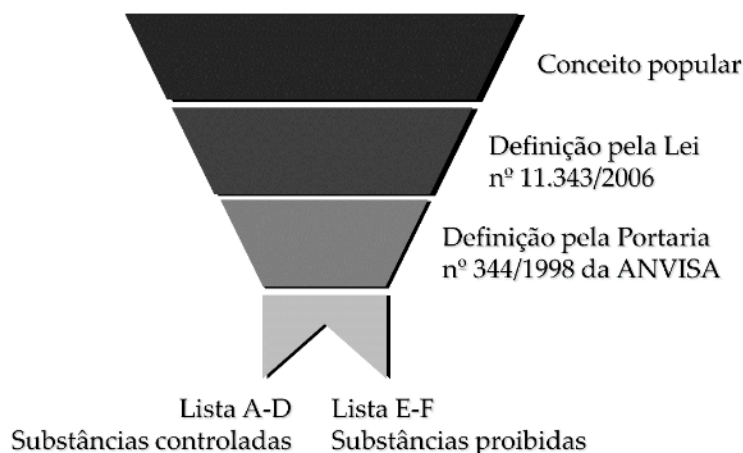 Conceito popular
Definição pela Lei
nº 11.343/2006
Definição pela Portaria
nº 344/1998 da ANVISA
Lista A-D
Substâncias controladas
Lista E-F
Substâncias proibidas